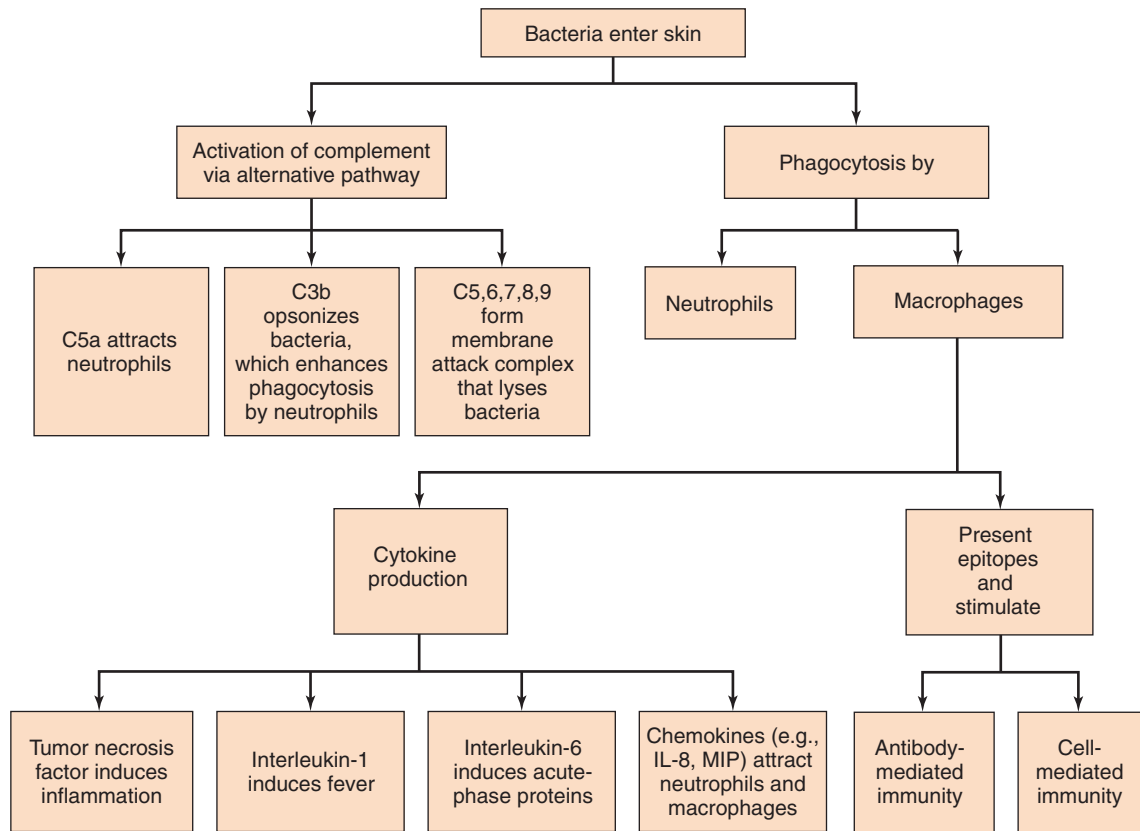 Bacteria enter skin
Activation of complement
via alternative pathway
Phagocytosis by
C5a attracts
neutrophils
C3b
opsonizes
bacteria,
which enhances
phagocytosis
by neutrophils
C5,6,7,8,9
form
membrane
attack complex
that lyses
bacteria
Neutrophils
Macrophages
Cytokine
production
Present
epitopes
and
stimulate
Tumor necrosis
factor induces
inflammation
Interleukin-1
induces fever
Interleukin-6
induces acute-
phase proteins
Chemokines (e.g.,
IL-8, MIP) attract
neutrophils and
macrophages
Antibody-
mediated
immunity
Cell-
mediated
immunity